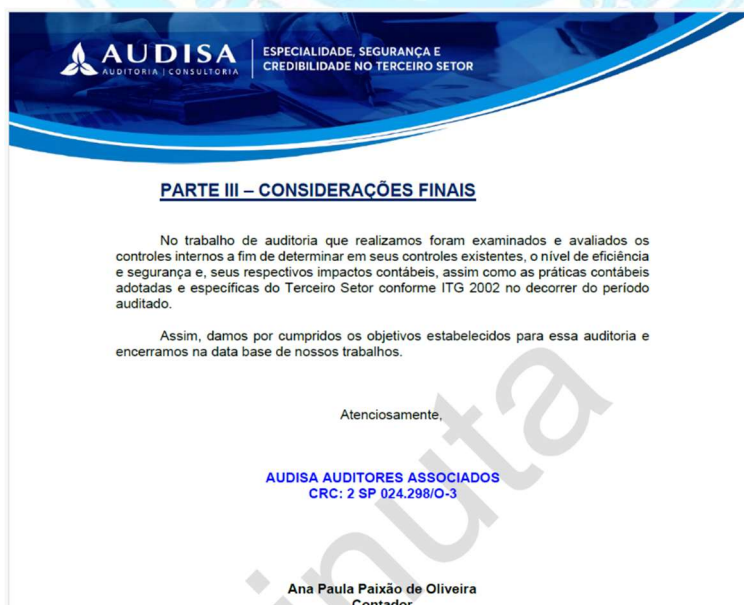 AUDISA
AUDITORIA | CONSULTORIA
ESPECIALIDADE, SEGURANÇA E
CREDIBILIDADE NO TERCEIRO SETOR
PARTE III – CONSIDERAÇÕES FINAIS
No trabalho de auditoria que realizamos foram examinados e avaliados os
controles internos a fim de determinar em seus controles existentes, o nível de eficiência
e segurança e, seus respectivos impactos contábeis, assim como as práticas contábeis
adotadas e específicas do Terceiro Setor conforme ITG 2002 no decorrer do período
auditado.
Assim, damos por cumpridos os objetivos estabelecidos para essa auditoria e
encerramos na data base de nossos trabalhos.
Atenciosamente,
AUDISA AUDITORES ASSOCIADOS
CRC: 2 SP 024.298/O-3
inuta
Ana Paula Paixão de Oliveira
Contador